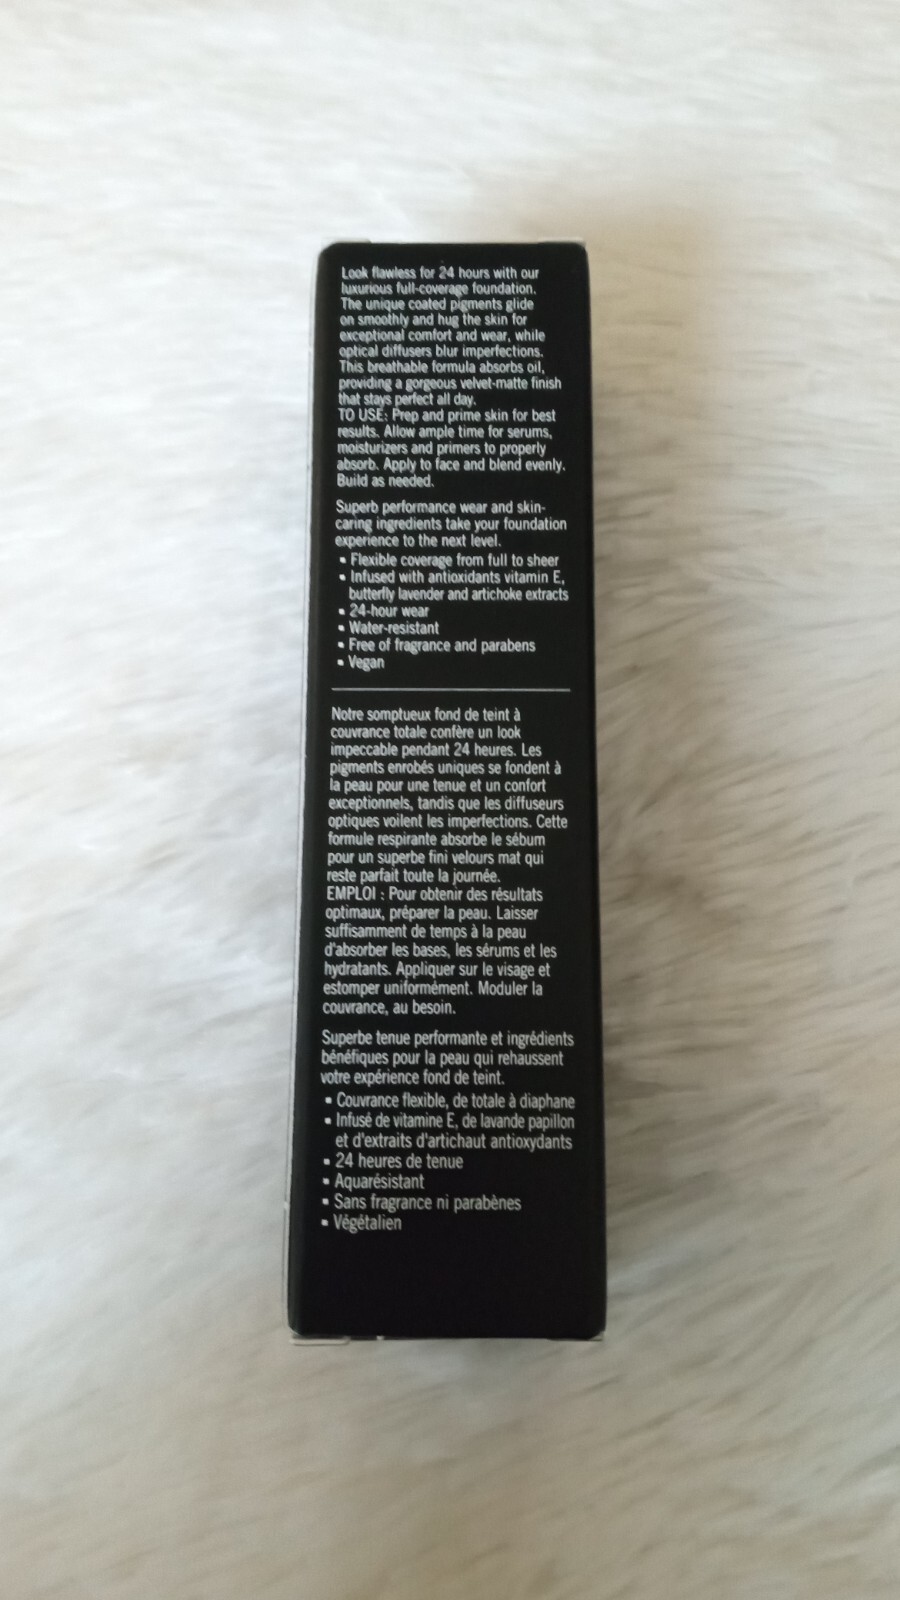 Look flawless for 24 hours with our
luxurious full-coverage foundation.
The unique coated pigments glide
on smoothly and hug the skin for
exceptional comfort and wear, while
optical diffusers blur imperfections.
This breathable formula absorbs oil,
providing a gorgeous velvet-matte finish
that stays perfect all day.
TO USE: Prep and prime skin for best
results. Allow ample time for serums,
moisturizers and primers to properly
absorb. Apply to face and blend evenly.
Build as needed.
Superb performance wear and skin-
caring ingredients take your foundation
experience to the next level.
▪ Flexible coverage from full to sheer
▪ Infused with antioxidants vitamin E,
butterfly lavender and artichoke extracts
▪ 24-hour wear
▪ Water-resistant
▪ Free of fragrance and parabens
▪ Vegan
Notre somptueux fond de teint à
couvrance totale confère un look
impeccable pendant 24 heures. Les
pigments enrobés uniques se fondent à
la peau pour une tenue et un confort
exceptionnels, tandis que les diffuseurs
optiques voilent les imperfections. Cette
formule respirante absorbe le sébum
pour un superbe fini velours mat qui
reste parfait toute la journée.
EMPLOI : Pour obtenir des résultats
optimaux, préparer la peau. Laisser
suffisamment de temps à la peau
d'absorber les bases, les sérums et les
hydratants. Appliquer sur le visage et
estomper uniformément. Moduler la
couvrance, au besoin.
Superbe tenue performante et ingrédients
bénéfiques pour la peau qui rehaussent
votre expérience fond de teint.
▪ Couvrance flexible, de totale à diaphane
▪ Infusé de vitamine E, de lavande papillon
et d'extraits d'artichaut antioxydants
▪ 24 heures de tenue
▪ Aquarésistant
▪ Sans fragrance ni parabènes
▪ Végétalien